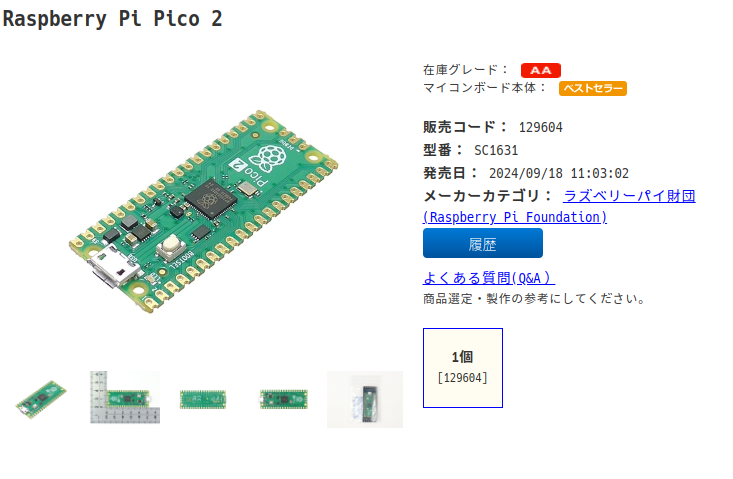 Raspberry Pi Pico 2
在庫グレード： AA
マイコンボード本体： ベストセラー
販売コード： 129604
型番： SC1631
発売日： 2024/09/18 11:03:02
メーカーカテゴリ： ラズベリーパイ財団
(Raspberry Pi Foundation)
履歴
よくある質問(Q&A）
商品選定・製作の参考にしてください。
1個
[129604]
Pico 2
BOOTSEL
USB